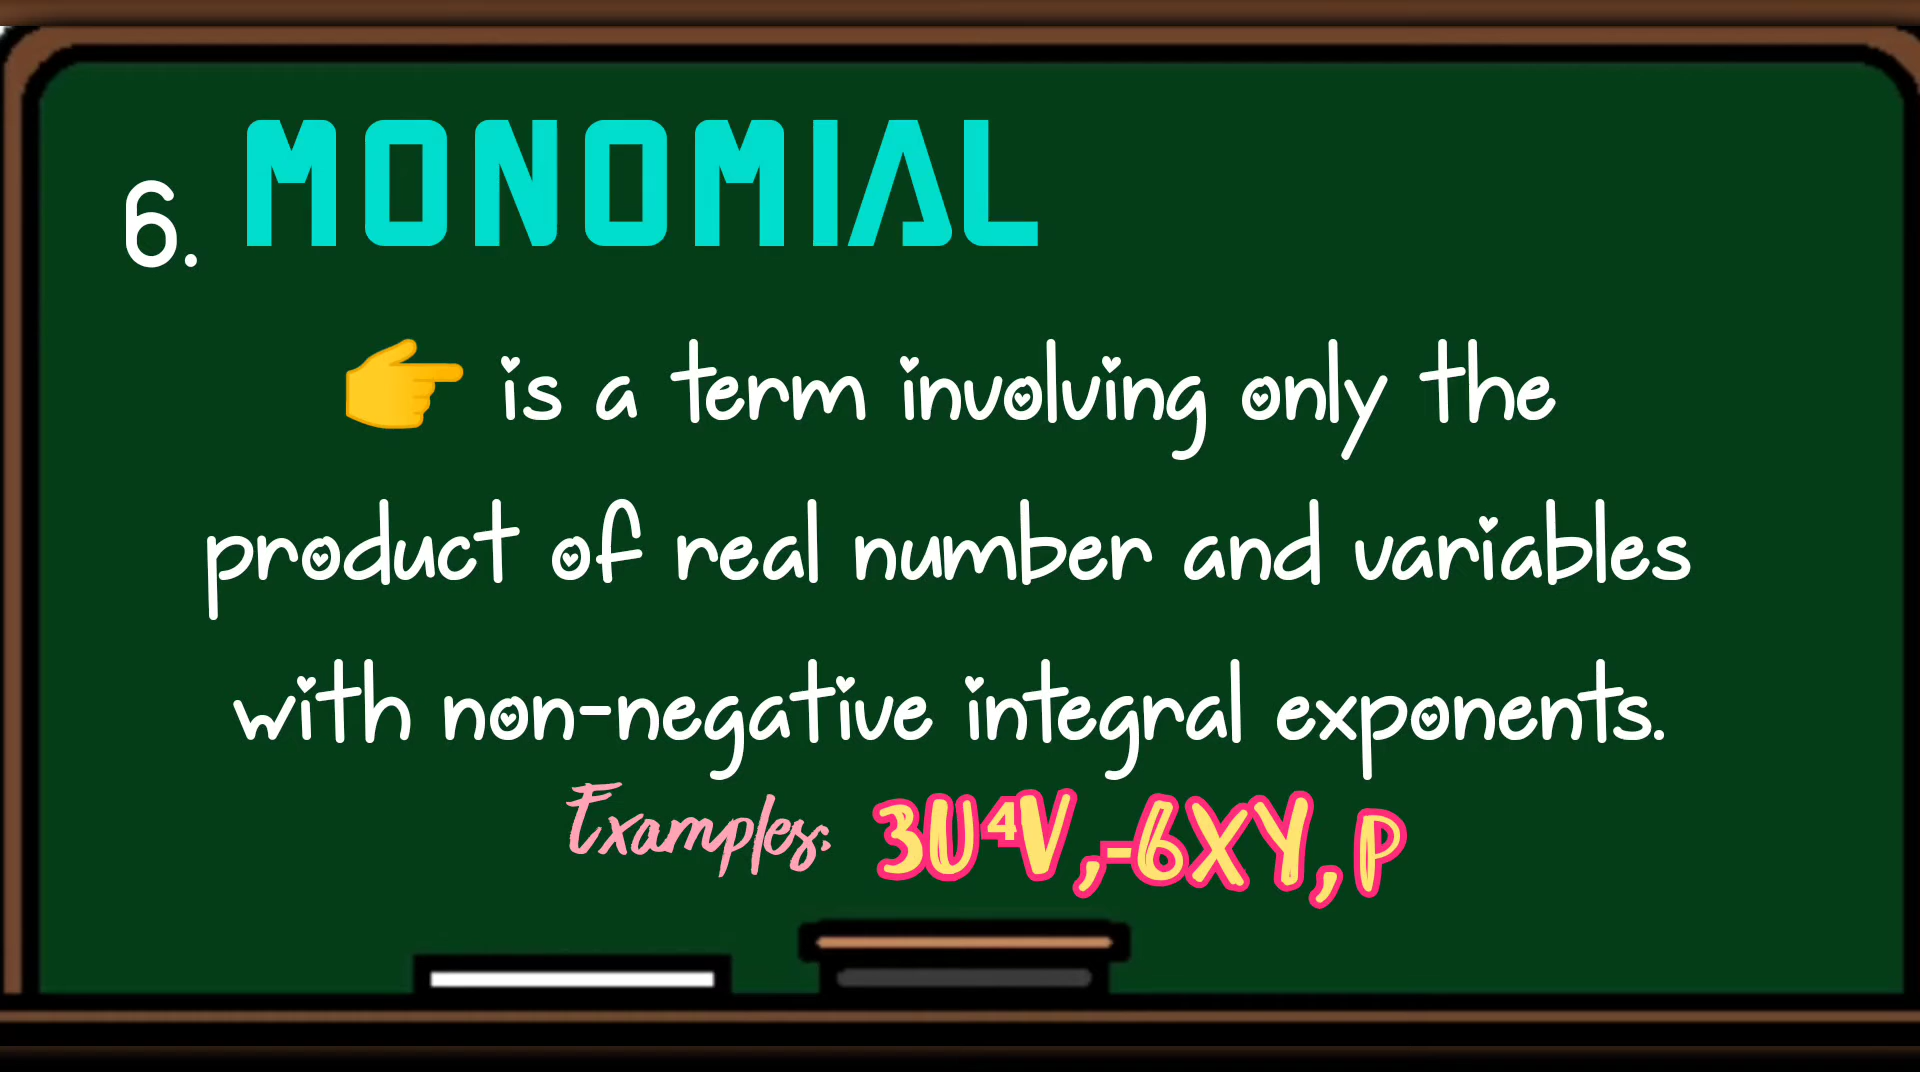 6. MONOMIAL
👉 is a term involving only the
product of real number and variables
with non-negative integral exponents.
Examples: 3U⁴V,-6XY, P